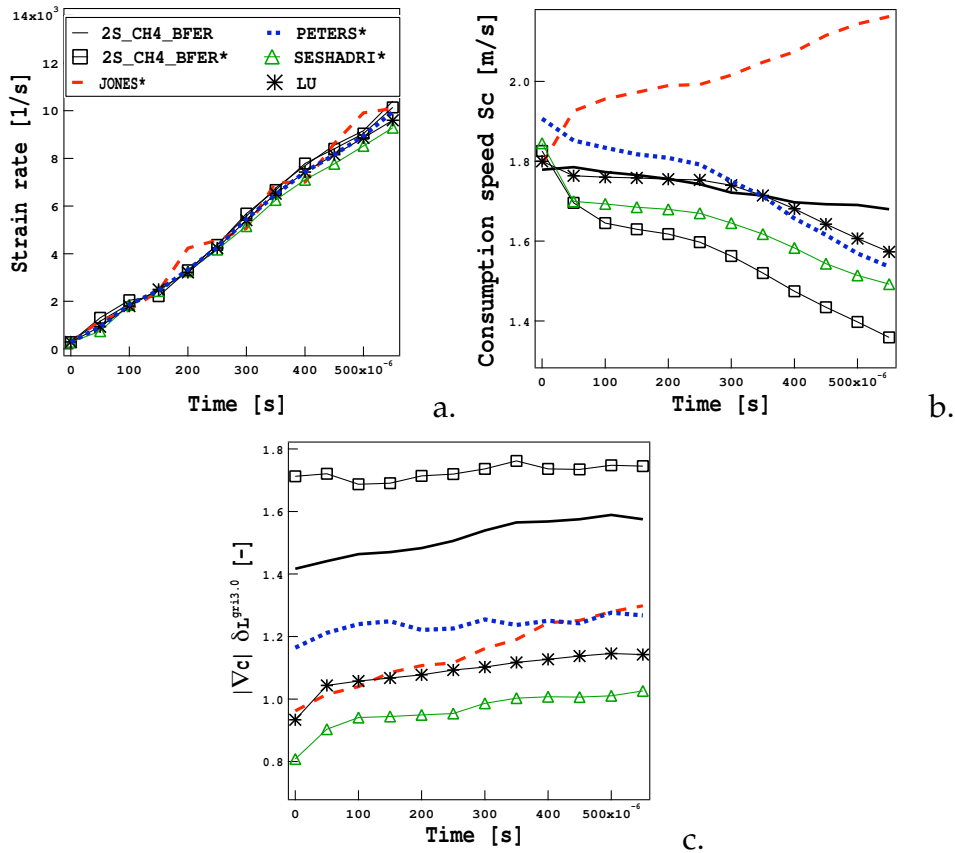 14x10³
12
10
8
6
4
2
0
Strain rate [1/s]
2S_CH4_BFER
2S_CH4_BFER*
JONES*
PETERS*
SESHADRI*
LU
0
100
200
300
400
500x10⁻⁶
Time [s]
a.
Consumption speed Sc [m/s]
2.0
1.8
1.6
1.4
0
100
200
300
400
500x10⁻⁶
Time [s]
b.
|∇c| δL^gri3.0 [-]
1.8
1.6
1.4
1.2
1.0
0.8
0
100
200
300
400
500x10⁻⁶
Time [s]
c.